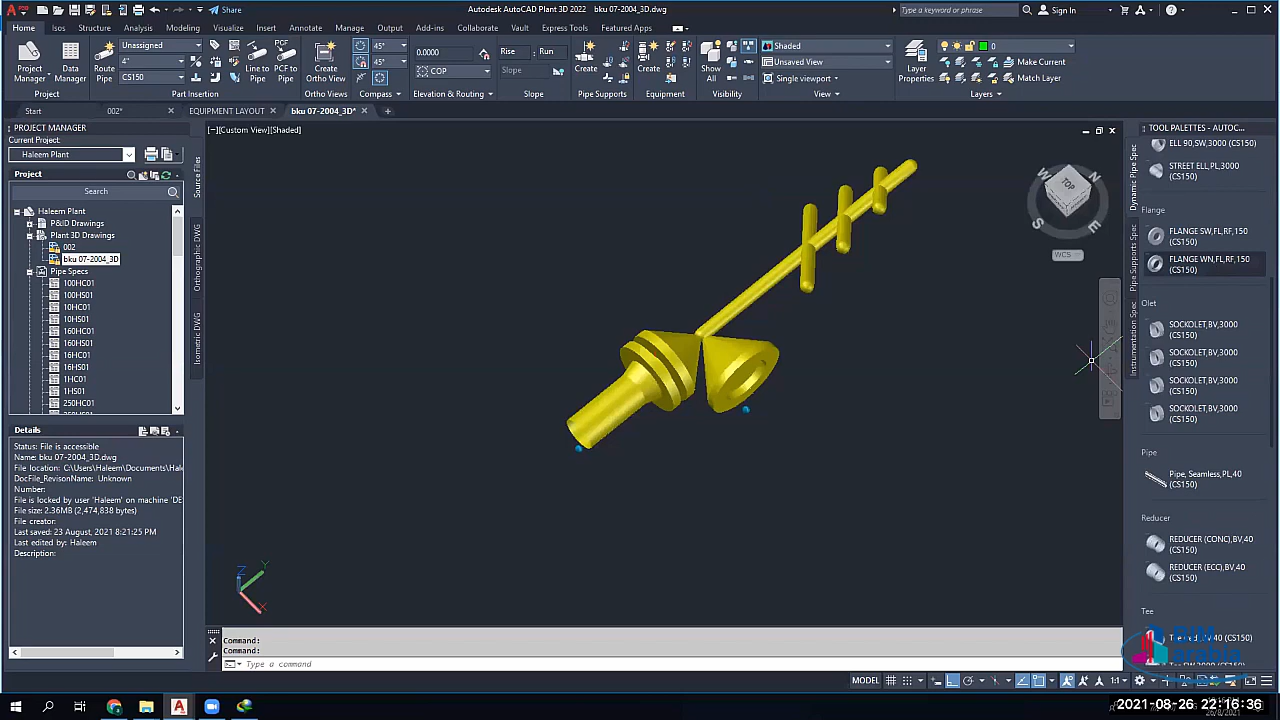 Autodesk AutoCAD Plant 3D 2022 bku 07-2004_3D.dwg
Share
Type a keyword or phrase
Sign In
Home Isos Structure Analysis Modeling Visualize Insert Annotate Manage Output Add-ins Collaborate Vault Express Tools Featured Apps
Project Manager
Data Manager
Project
Route Pipe
Unassigned
4"
CS150
Part Insertion
Line to Pipe
PCF to Pipe
Create Ortho View
Ortho Views
45°
45°
Compass
0.0000
COP
Elevation & Routing
Rise Run
Slope
Slope
Create
Pipe Supports
Create
Equipment
Show All
Visibility
Shaded
Unsaved View
Single viewport
View
Layer Properties
0
Make Current
Match Layer
Layers
Start 002* EQUIPMENT LAYOUT bku 07-2004_3D*
PROJECT MANAGER
Current Project:
Haleem Plant
Project
Search
Haleem Plant
P&ID Drawings
Plant 3D Drawings
002
bku 07-2004_3D
Pipe Specs
100HC01
100HS01
10HC01
10HS01
160HC01
160HS01
16HC01
16HS01
1HC01
1HS01
250HC01
Source Files
Orthographic DWG
Isometric DWG
Details
Status: File is accessible
Name: bku 07-2004_3D.dwg
File location: C:\Users\Haleem\Documents\Hale
DocFile_RevisonName: Unknown
Number:
File is locked by user 'Haleem' on machine 'DE
File size: 2.36MB (2,474,838 bytes)
File creator:
Last saved: 23 August, 2021 8:21:25 PM
Last edited by: Haleem
Description:
[−][Custom View][Shaded]
TOP
W N S E
WCS
Z Y X
Command:
Command:
Type a command
TOOL PALETTES - AUTOC...
Dynamic Pipe Spec
Pipe Supports Spec
Instrumentation Spec
ELL 90,SW,3000 (CS150)
STREET ELL,PL,3000 (CS150)
Flange
FLANGE SW,FL,RF,150 (CS150)
FLANGE WN,FL,RF,150 (CS150)
Olet
SOCKOLET,BV,3000 (CS150)
SOCKOLET,BV,3000 (CS150)
SOCKOLET,BV,3000 (CS150)
SOCKOLET,BV,3000 (CS150)
Pipe
Pipe, Seamless,PL,40 (CS150)
Reducer
REDUCER (CONC),BV,40 (CS150)
REDUCER (ECC),BV,40 (CS150)
Tee
MODEL 1:1
2021-08-26 22:16:36